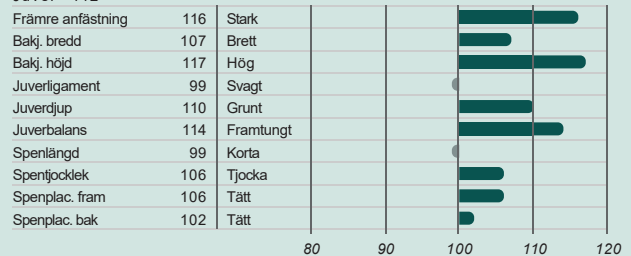 Främre anfästning 116 Stark
Bakj. bredd 107 Brett
Bakj. höjd 117 Hög
Juverligament 99 Svagt
Juverdjup 110 Grunt
Juverbalans 114 Framtungt
Spenlängd 99 Korta
Spentjocklek 106 Tjocka
Spenplac. fram 106 Tätt
Spenplac. bak 102 Tätt
80 90 100 110 120